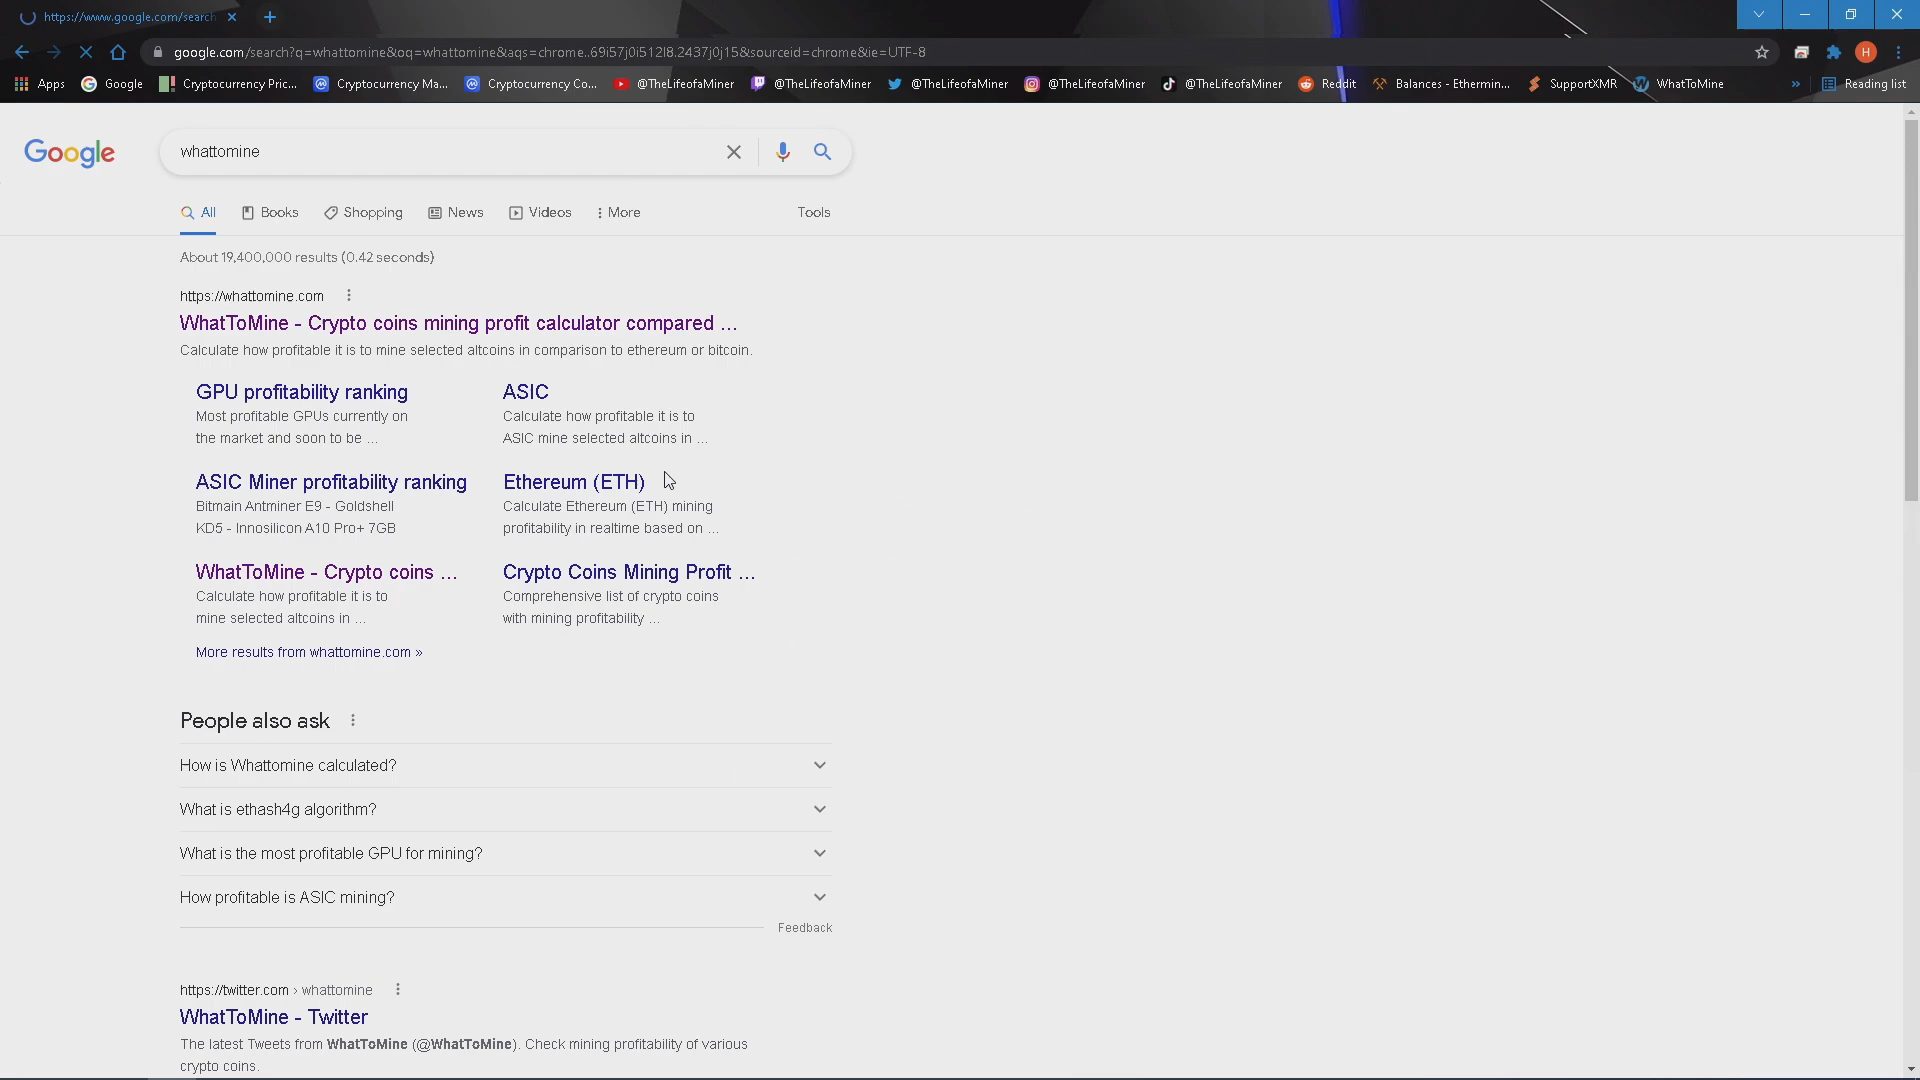 https://www.google.com/search
google.com/search?q=whattomine&oq=whattomine&aqs=chrome..69i57j0i512l8.2437j0j15&sourceid=chrome&ie=UTF-8
H
Apps Google Cryptocurrency Pric... Cryptocurrency Ma... Cryptocurrency Co... @TheLifeofaMiner @TheLifeofaMiner @TheLifeofaMiner @TheLifeofaMiner @TheLifeofaMiner Reddit Balances - Ethermin... SupportXMR WhatToMine » Reading list
Google
whattomine
All Books Shopping News Videos More Tools
About 19,400,000 results (0.42 seconds)
https://whattomine.com
WhatToMine - Crypto coins mining profit calculator compared ...
Calculate how profitable it is to mine selected altcoins in comparison to ethereum or bitcoin.
GPU profitability ranking
Most profitable GPUs currently on
the market and soon to be ...
ASIC
Calculate how profitable it is to
ASIC mine selected altcoins in ...
ASIC Miner profitability ranking
Bitmain Antminer E9 - Goldshell
KD5 - Innosilicon A10 Pro+ 7GB
Ethereum (ETH)
Calculate Ethereum (ETH) mining
profitability in realtime based on ...
WhatToMine - Crypto coins ...
Calculate how profitable it is to
mine selected altcoins in ...
Crypto Coins Mining Profit ...
Comprehensive list of crypto coins
with mining profitability ...
More results from whattomine.com »
People also ask
How is Whattomine calculated?
What is ethash4g algorithm?
What is the most profitable GPU for mining?
How profitable is ASIC mining?
Feedback
https://twitter.com › whattomine
WhatToMine - Twitter
The latest Tweets from WhatToMine (@WhatToMine). Check mining profitability of various
crypto coins.